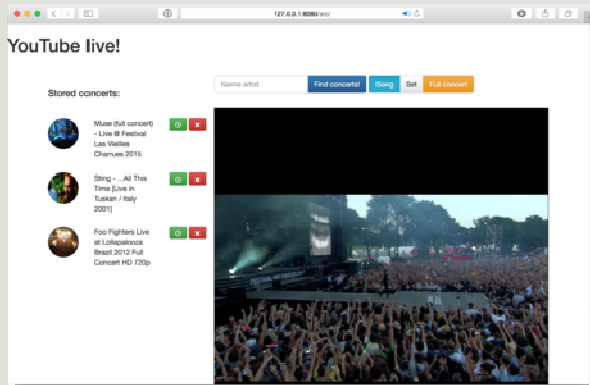 127.0.0.1:8080/src/
YouTube live!
Name artist
Find concerts!
1Song
Set
Full concert
Stored concerts:
Muse (full concert)
- Live @ Festival
Les Vieilles
Charrues 2015
Sting - ...All This
Time [Live in
Tuskan / Italy
2001]
Foo Fighters Live
at Lollapalooza
Brazil 2012 Full
Concert HD 720p